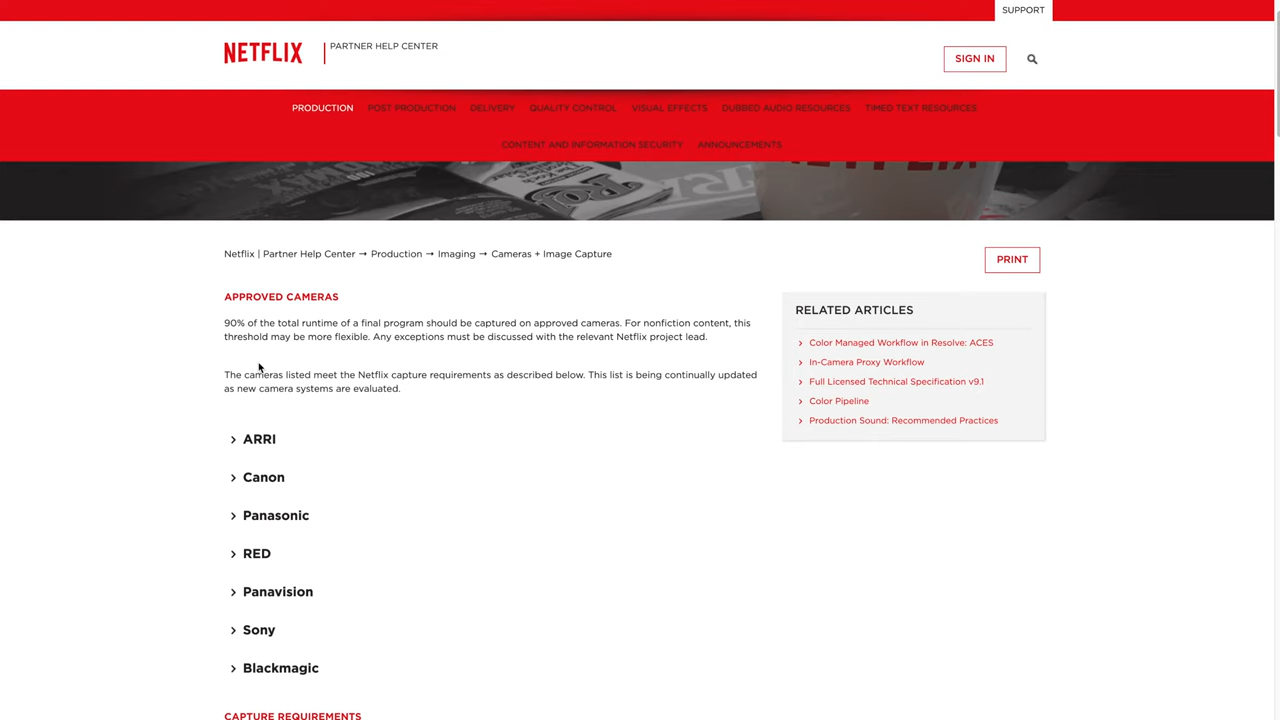 SUPPORT
NETFLIX
PARTNER HELP CENTER
SIGN IN
PRODUCTION POST PRODUCTION DELIVERY QUALITY CONTROL VISUAL EFFECTS DUBBED AUDIO RESOURCES TIMED TEXT RESOURCES
CONTENT AND INFORMATION SECURITY ANNOUNCEMENTS
Netflix | Partner Help Center → Production → Imaging → Cameras + Image Capture
PRINT
APPROVED CAMERAS
90% of the total runtime of a final program should be captured on approved cameras. For nonfiction content, this
threshold may be more flexible. Any exceptions must be discussed with the relevant Netflix project lead.
The cameras listed meet the Netflix capture requirements as described below. This list is being continually updated
as new camera systems are evaluated.
ARRI
Canon
Panasonic
RED
Panavision
Sony
Blackmagic
CAPTURE REQUIREMENTS
RELATED ARTICLES
Color Managed Workflow in Resolve: ACES
In-Camera Proxy Workflow
Full Licensed Technical Specification v9.1
Color Pipeline
Production Sound: Recommended Practices